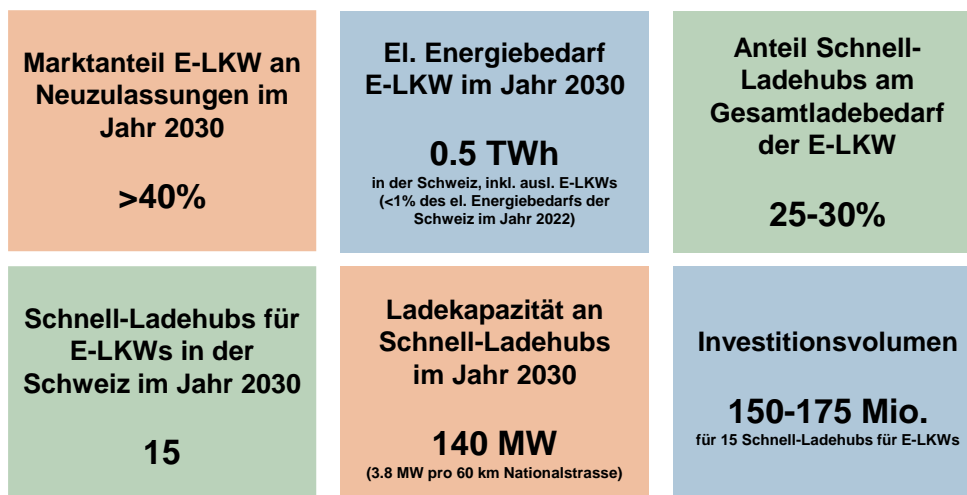 Marktanteil E-LKW an
Neuzulassungen im
Jahr 2030
>40%
El. Energiebedarf
E-LKW im Jahr 2030
0.5 TWh
in der Schweiz, inkl. ausl. E-LKWs
(<1% des el. Energiebedarfs der
Schweiz im Jahr 2022)
Anteil Schnell-
Ladehubs am
Gesamtladebedarf
der E-LKW
25-30%
Schnell-Ladehubs für
E-LKWs in der
Schweiz im Jahr 2030
15
Ladekapazität an
Schnell-Ladehubs
im Jahr 2030
140 MW
(3.8 MW pro 60 km Nationalstrasse)
Investitionsvolumen
150-175 Mio.
für 15 Schnell-Ladehubs für E-LKWs